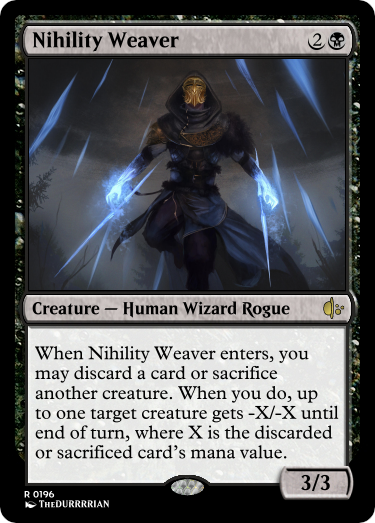 Nihility Weaver 2
Creature — Human Wizard Rogue
When Nihility Weaver enters, you
may discard a card or sacrifice
another creature. When you do, up
to one target creature gets -X/-X until
end of turn, where X is the discarded
or sacrificed card's mana value.
3/3
R 0196
TheDURRRRIAN